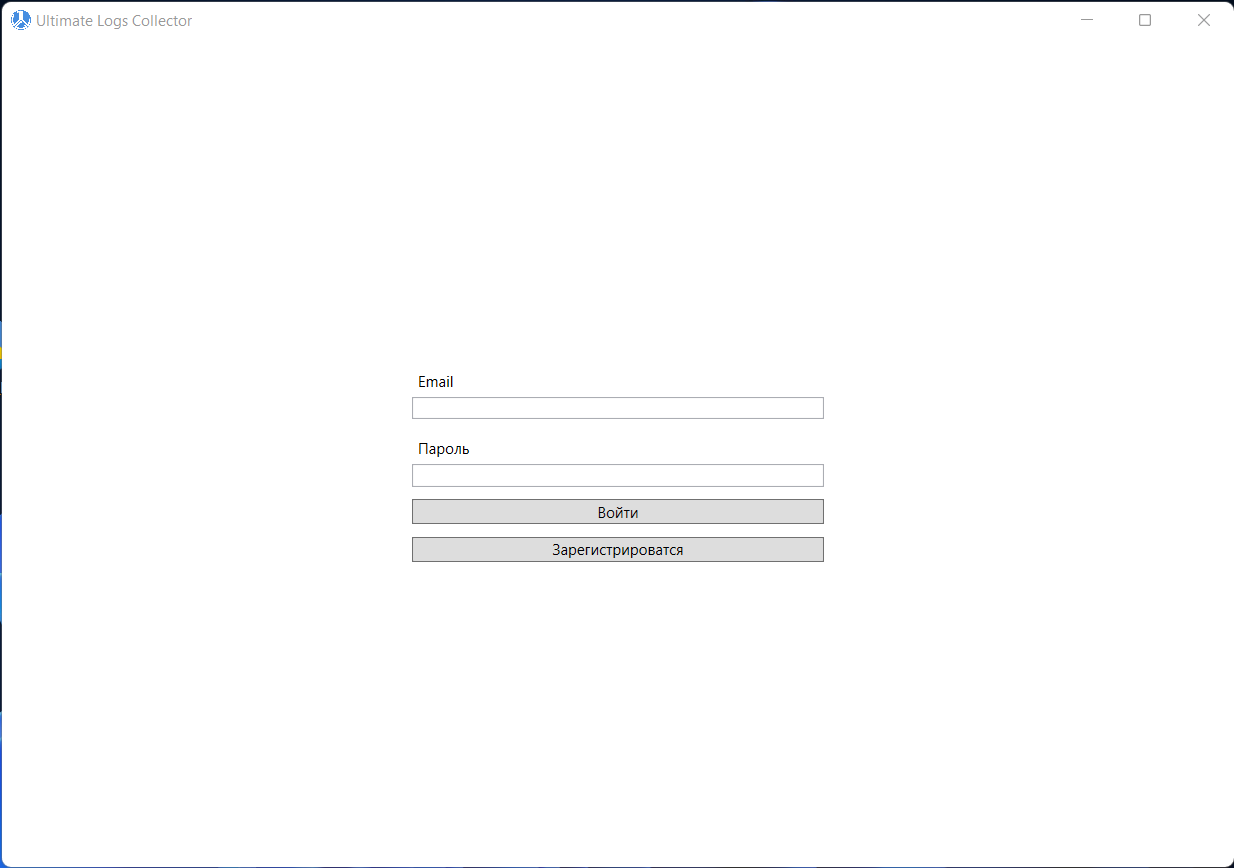 Ultimate Logs Collector
Email
Пароль
Войти
Зарегистрироватся